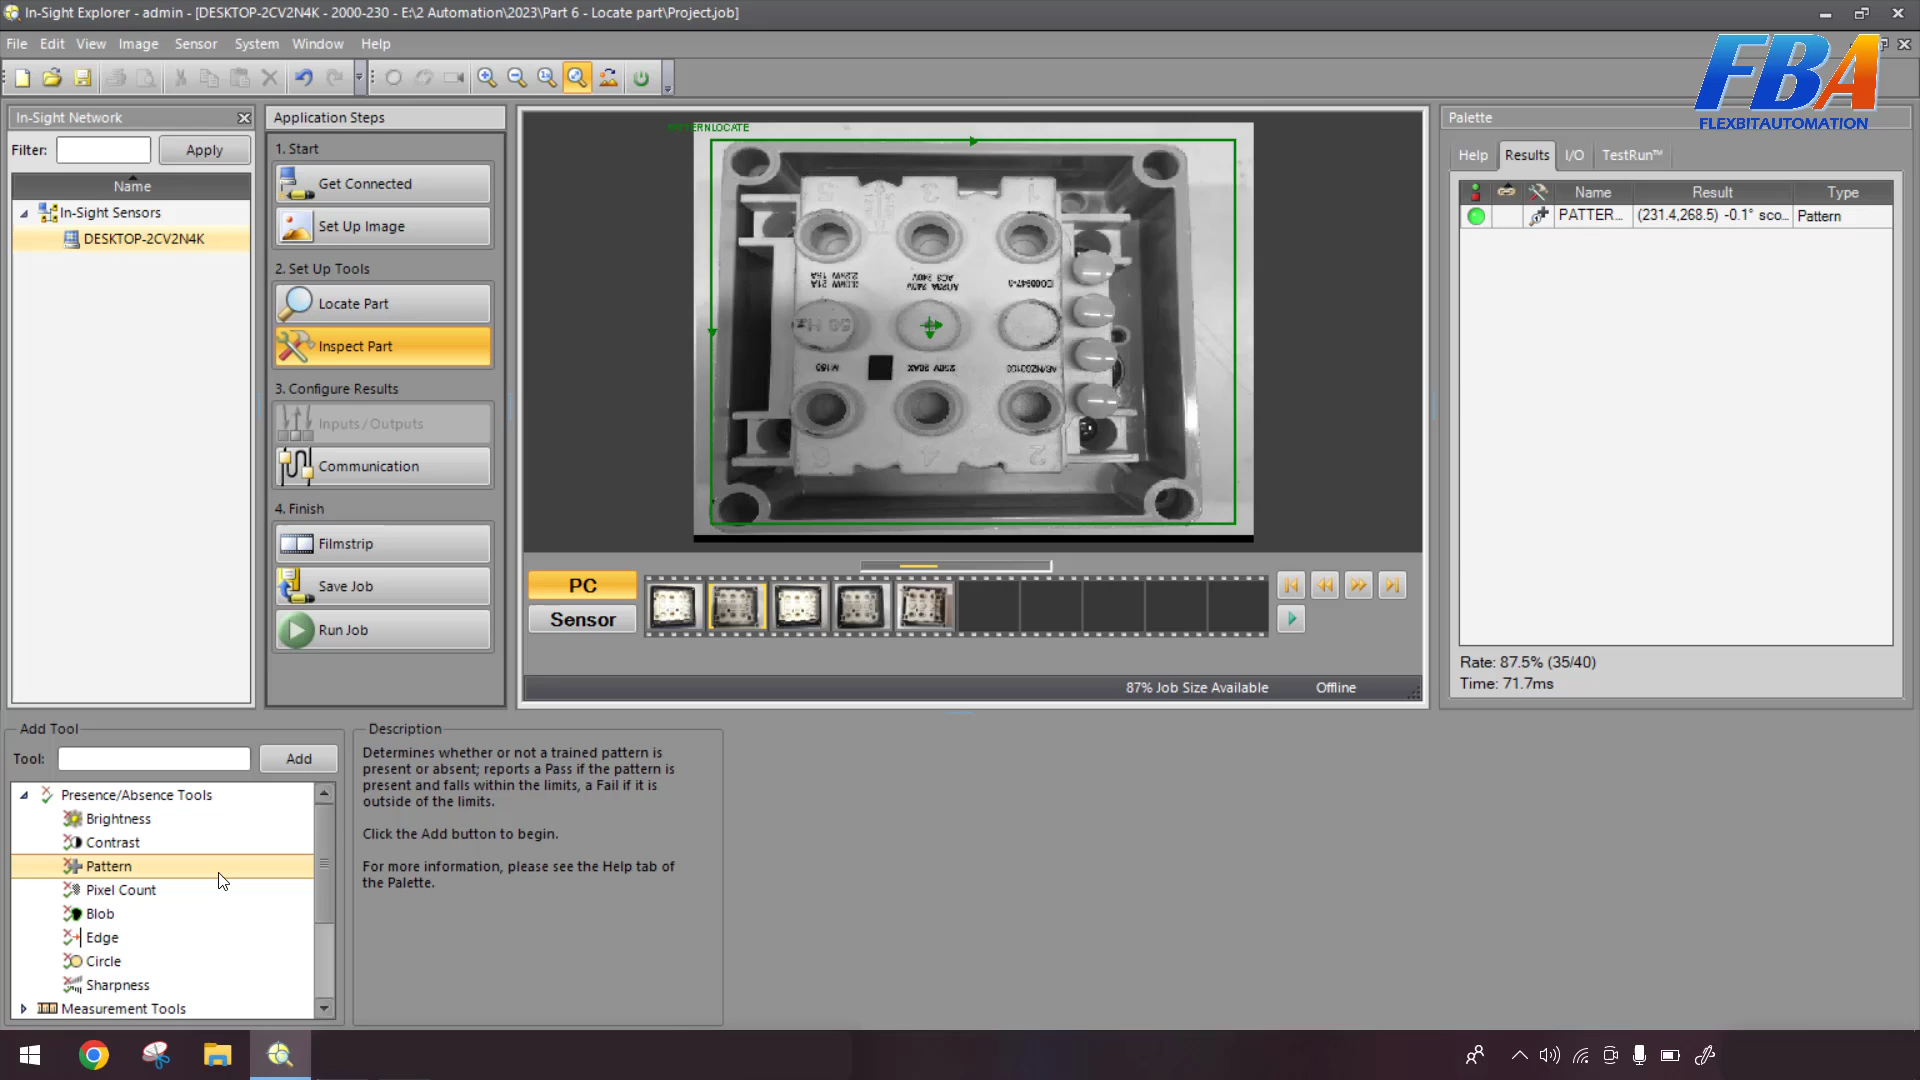 In-Sight Explorer - admin - [DESKTOP-2CV2N4K - 2000-230 - E:\2 Automation\2023\Part 6 - Locate part\Project.job]
File Edit View Image Sensor System Window Help
FBA
FLEXBITAUTOMATION
In-Sight Network
Filter:
Apply
Name
In-Sight Sensors
DESKTOP-2CV2N4K
Application Steps
1. Start
Get Connected
Set Up Image
2. Set Up Tools
Locate Part
Inspect Part
3. Configure Results
Inputs/Outputs
Communication
4. Finish
Filmstrip
Save Job
Run Job
5 3 1
50 Hz
6 4 2
PC
Sensor
87% Job Size Available Offline
Palette
Help Results I/O TestRun™
Name Result Type
PATTER... (231.4,268.5) -0.1° sco... Pattern
Rate: 87.5% (35/40)
Time: 71.7ms
Add Tool
Tool:
Add
Presence/Absence Tools
Brightness
Contrast
Pattern
Pixel Count
Blob
Edge
Circle
Sharpness
Measurement Tools
Description
Determines whether or not a trained pattern is
present or absent; reports a Pass if the pattern is
present and falls within the limits, a Fail if it is
outside of the limits.
Click the Add button to begin.
For more information, please see the Help tab of
the Palette.